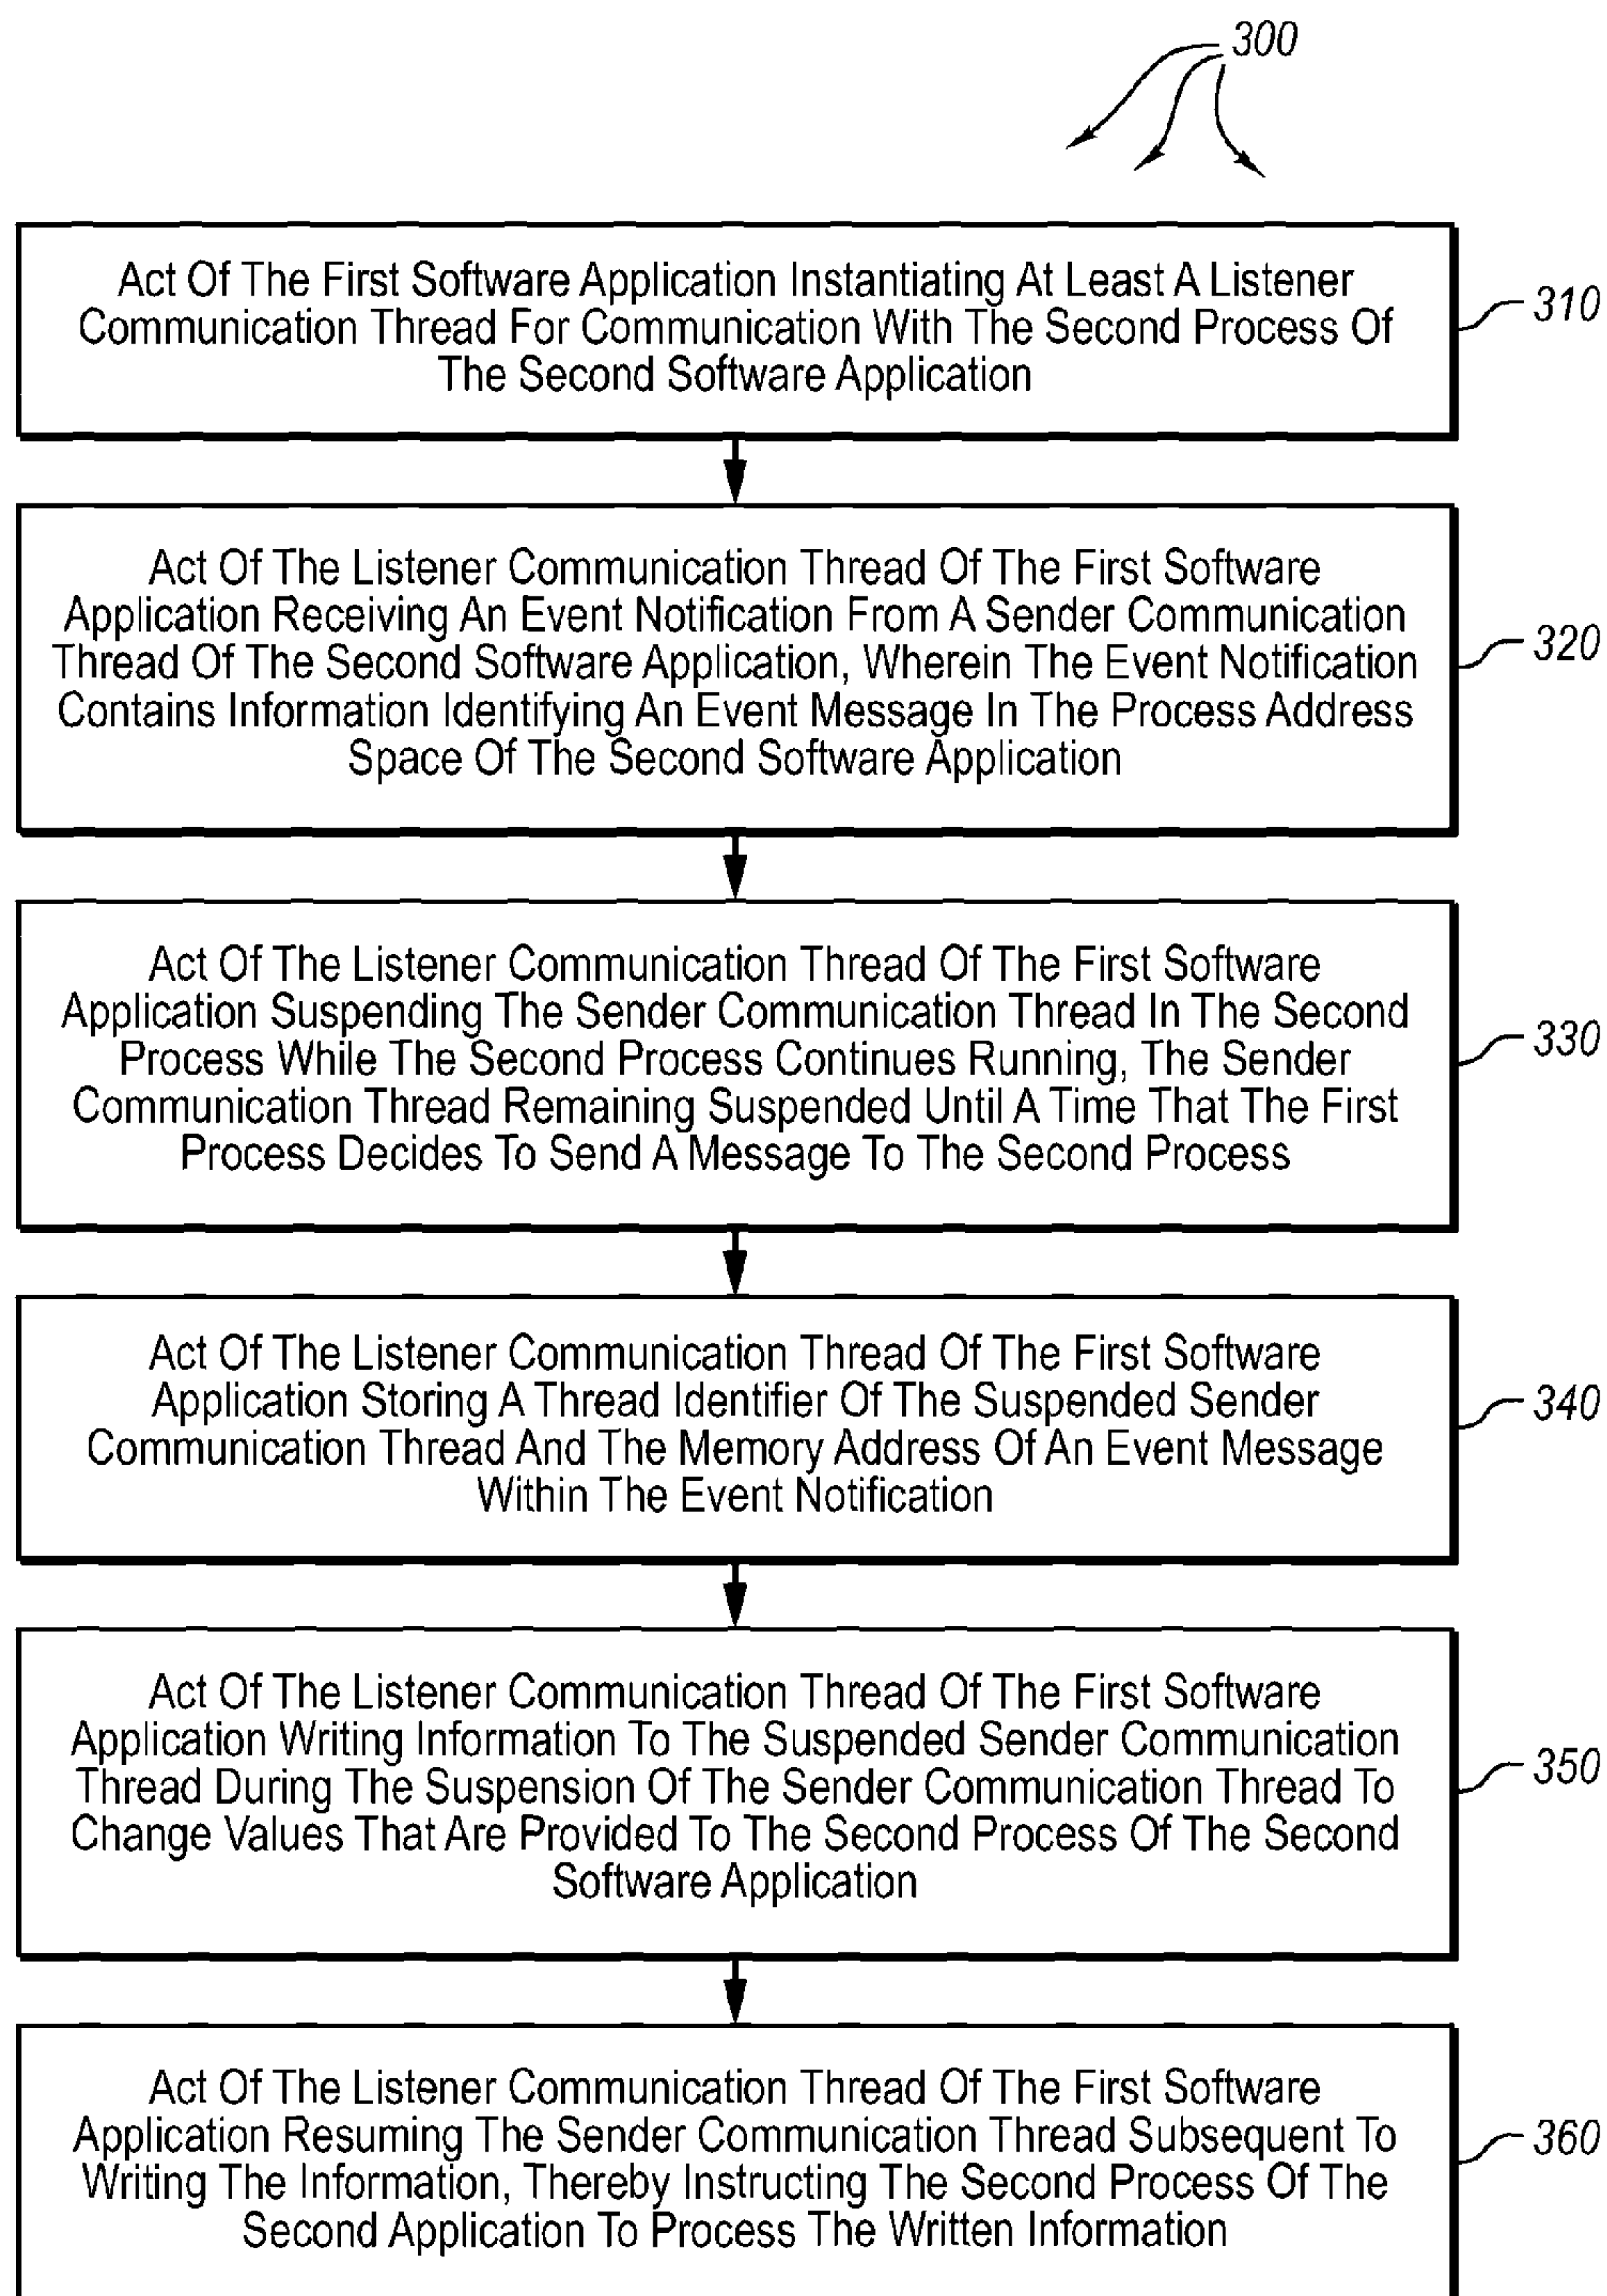 300
Act Of The First Software Application Instantiating At Least A Listener
Communication Thread For Communication With The Second Process Of
The Second Software Application
310
Act Of The Listener Communication Thread Of The First Software
Application Receiving An Event Notification From A Sender Communication
Thread Of The Second Software Application, Wherein The Event Notification
Contains Information Identifying An Event Message In The Process Address
Space Of The Second Software Application
320
Act Of The Listener Communication Thread Of The First Software
Application Suspending The Sender Communication Thread In The Second
Process While The Second Process Continues Running, The Sender
Communication Thread Remaining Suspended Until A Time That The First
Process Decides To Send A Message To The Second Process
330
Act Of The Listener Communication Thread Of The First Software
Application Storing A Thread Identifier Of The Suspended Sender
Communication Thread And The Memory Address Of An Event Message
Within The Event Notification
340
Act Of The Listener Communication Thread Of The First Software
Application Writing Information To The Suspended Sender Communication
Thread During The Suspension Of The Sender Communication Thread To
Change Values That Are Provided To The Second Process Of The Second
Software Application
350
Act Of The Listener Communication Thread Of The First Software
Application Resuming The Sender Communication Thread Subsequent To
Writing The Information, Thereby Instructing The Second Process Of The
Second Application To Process The Written Information
360